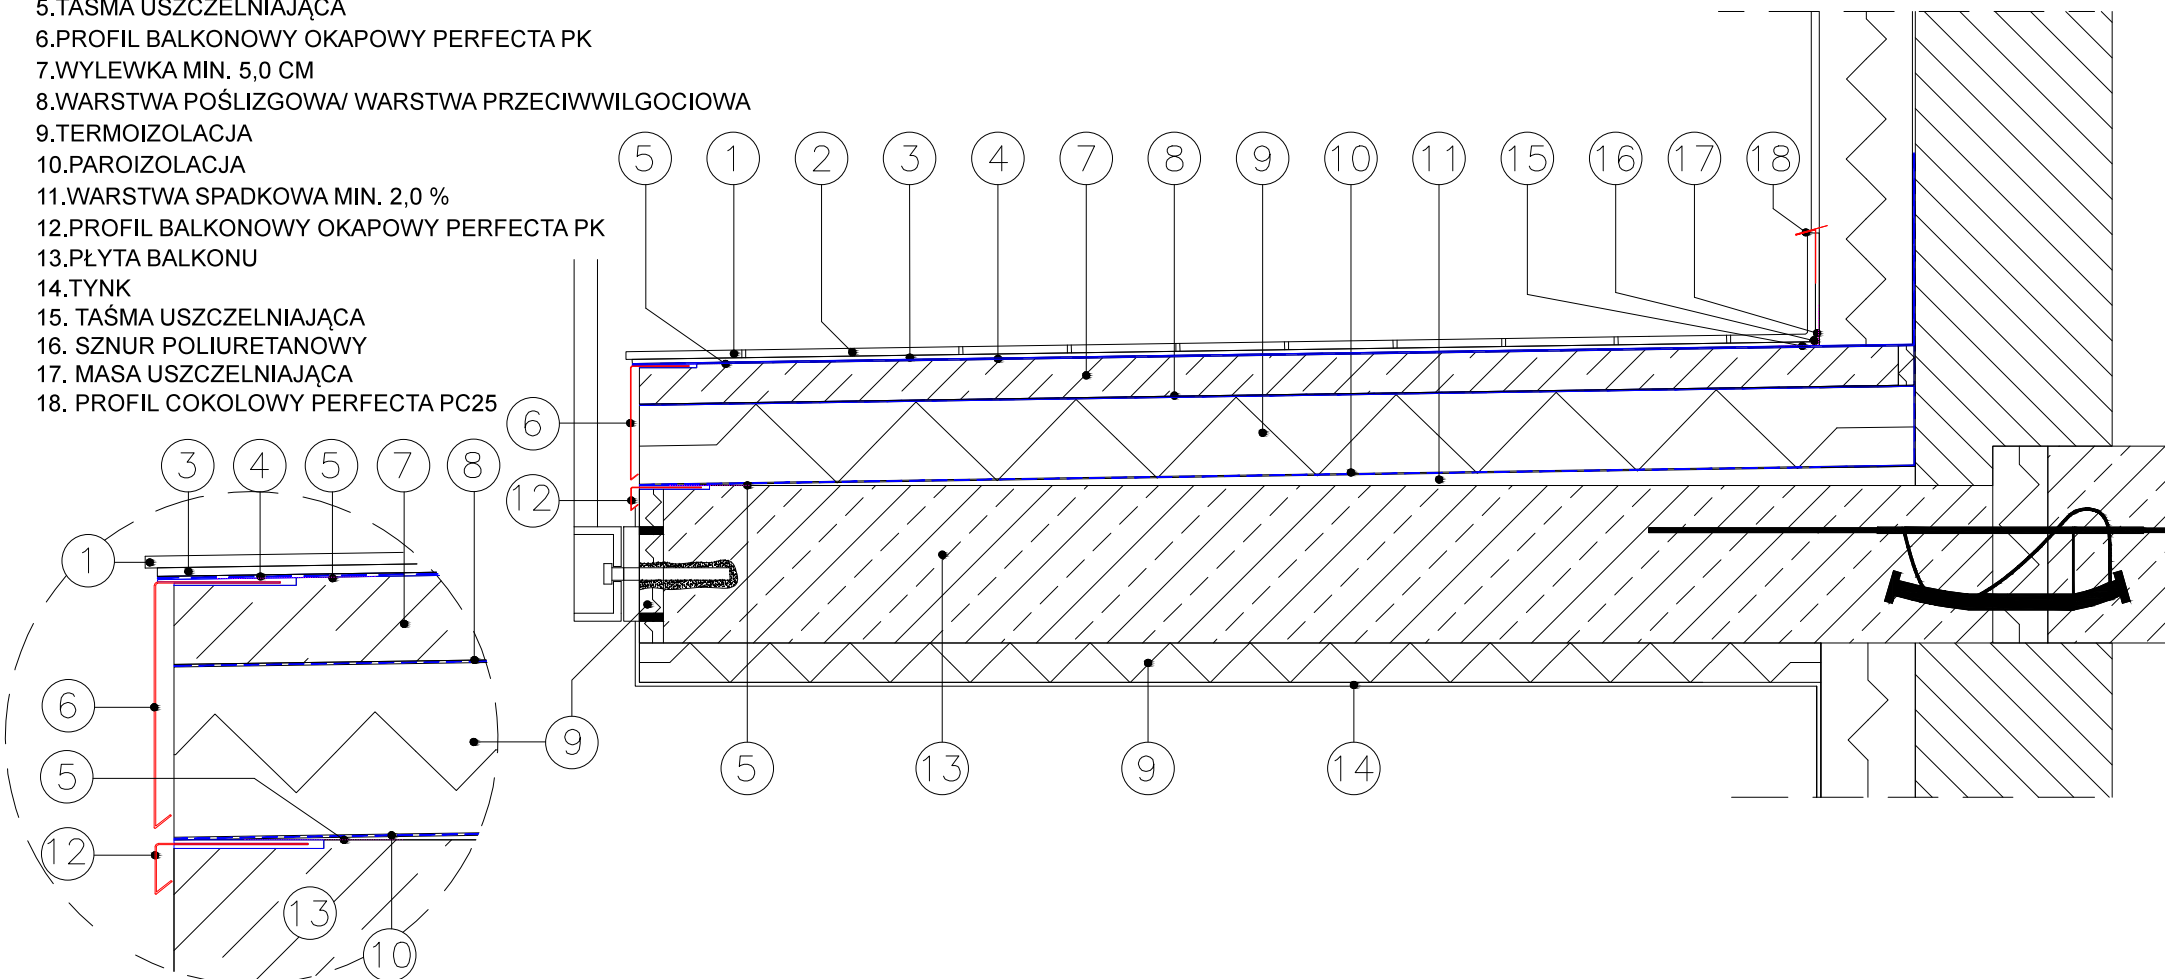 5.TAŚMA USZCZELNIAJĄCA
6.PROFIL BALKONOWY OKAPOWY PERFECTA PK
7.WYLEWKA MIN. 5,0 CM
8.WARSTWA POŚLIZGOWA/ WARSTWA PRZECIWWILGOCIOWA
9.TERMOIZOLACJA
10.PAROIZOLACJA
11.WARSTWA SPADKOWA MIN. 2,0 %
12.PROFIL BALKONOWY OKAPOWY PERFECTA PK
13.PŁYTA BALKONU
14.TYNK
15. TAŚMA USZCZELNIAJĄCA
16. SZNUR POLIURETANOWY
17. MASA USZCZELNIAJĄCA
18. PROFIL COKOLOWY PERFECTA PC25
5 1 2 3 4 7 8 9 10 11 15 16 17 18
6
12
3 4 5 7 8
1
6
5
12
13
10
9
5 13 9 14